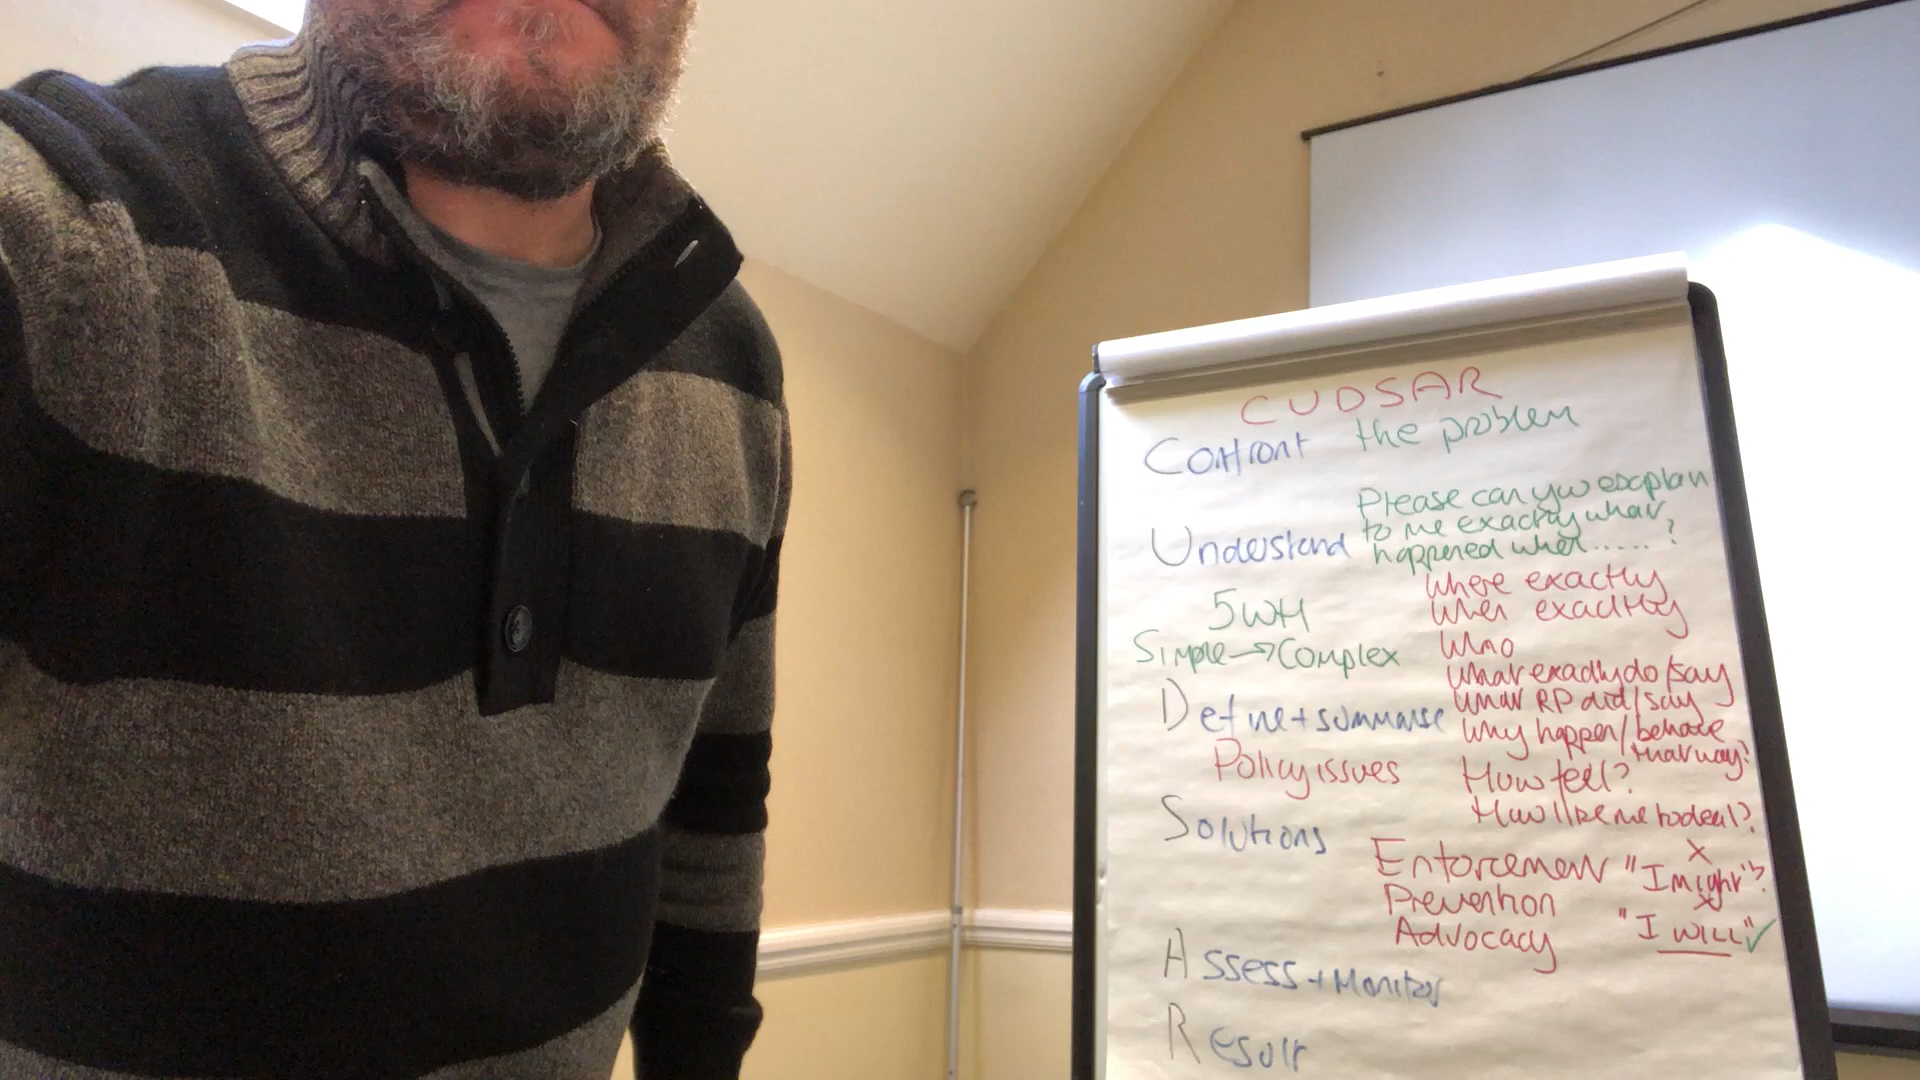 CUDSAR
Confront the problem
Please can you explain
Understand to me exactly what
happened when......?
Where exactly
5WH When exactly
Simple → Complex Who
What exactly do/say
Define + summarise What RP did/say
Why happen/behave
that way?
Policy issues How feel?
How like me to deal?
Solutions
X
Enforcement "I might"?
Prevention X
Advocacy "I WILL" ✓
Assess + Monitor
Result